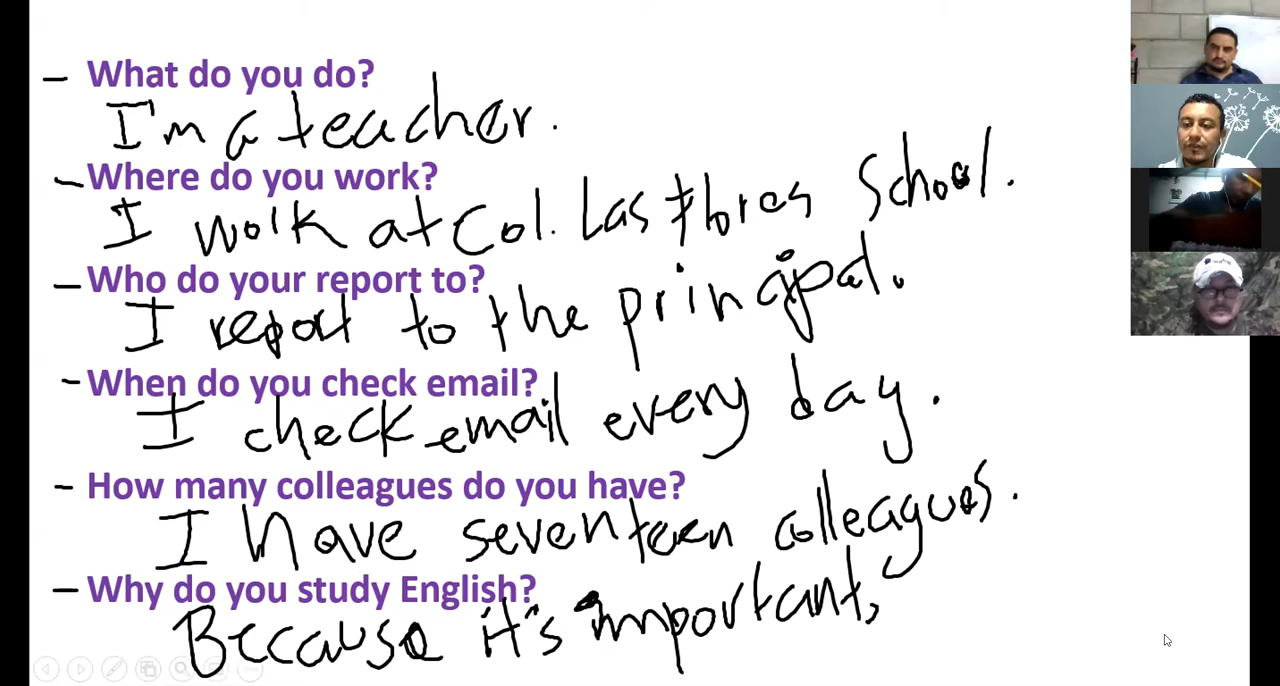 – What do you do?
I'm a teacher.
– Where do you work?
I work at Col. Las flores School.
– Who do your report to?
I report to the principal.
– When do you check email?
I check email every day.
– How many colleagues do you have?
I have seventeen colleagues.
– Why do you study English?
Because it's important,